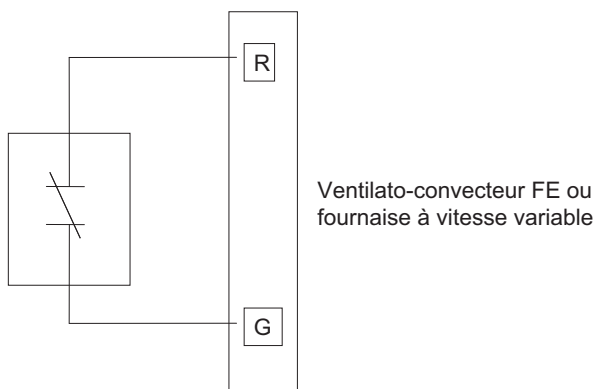 R
Ventilato-convecteur FE ou
fournaise à vitesse variable
G